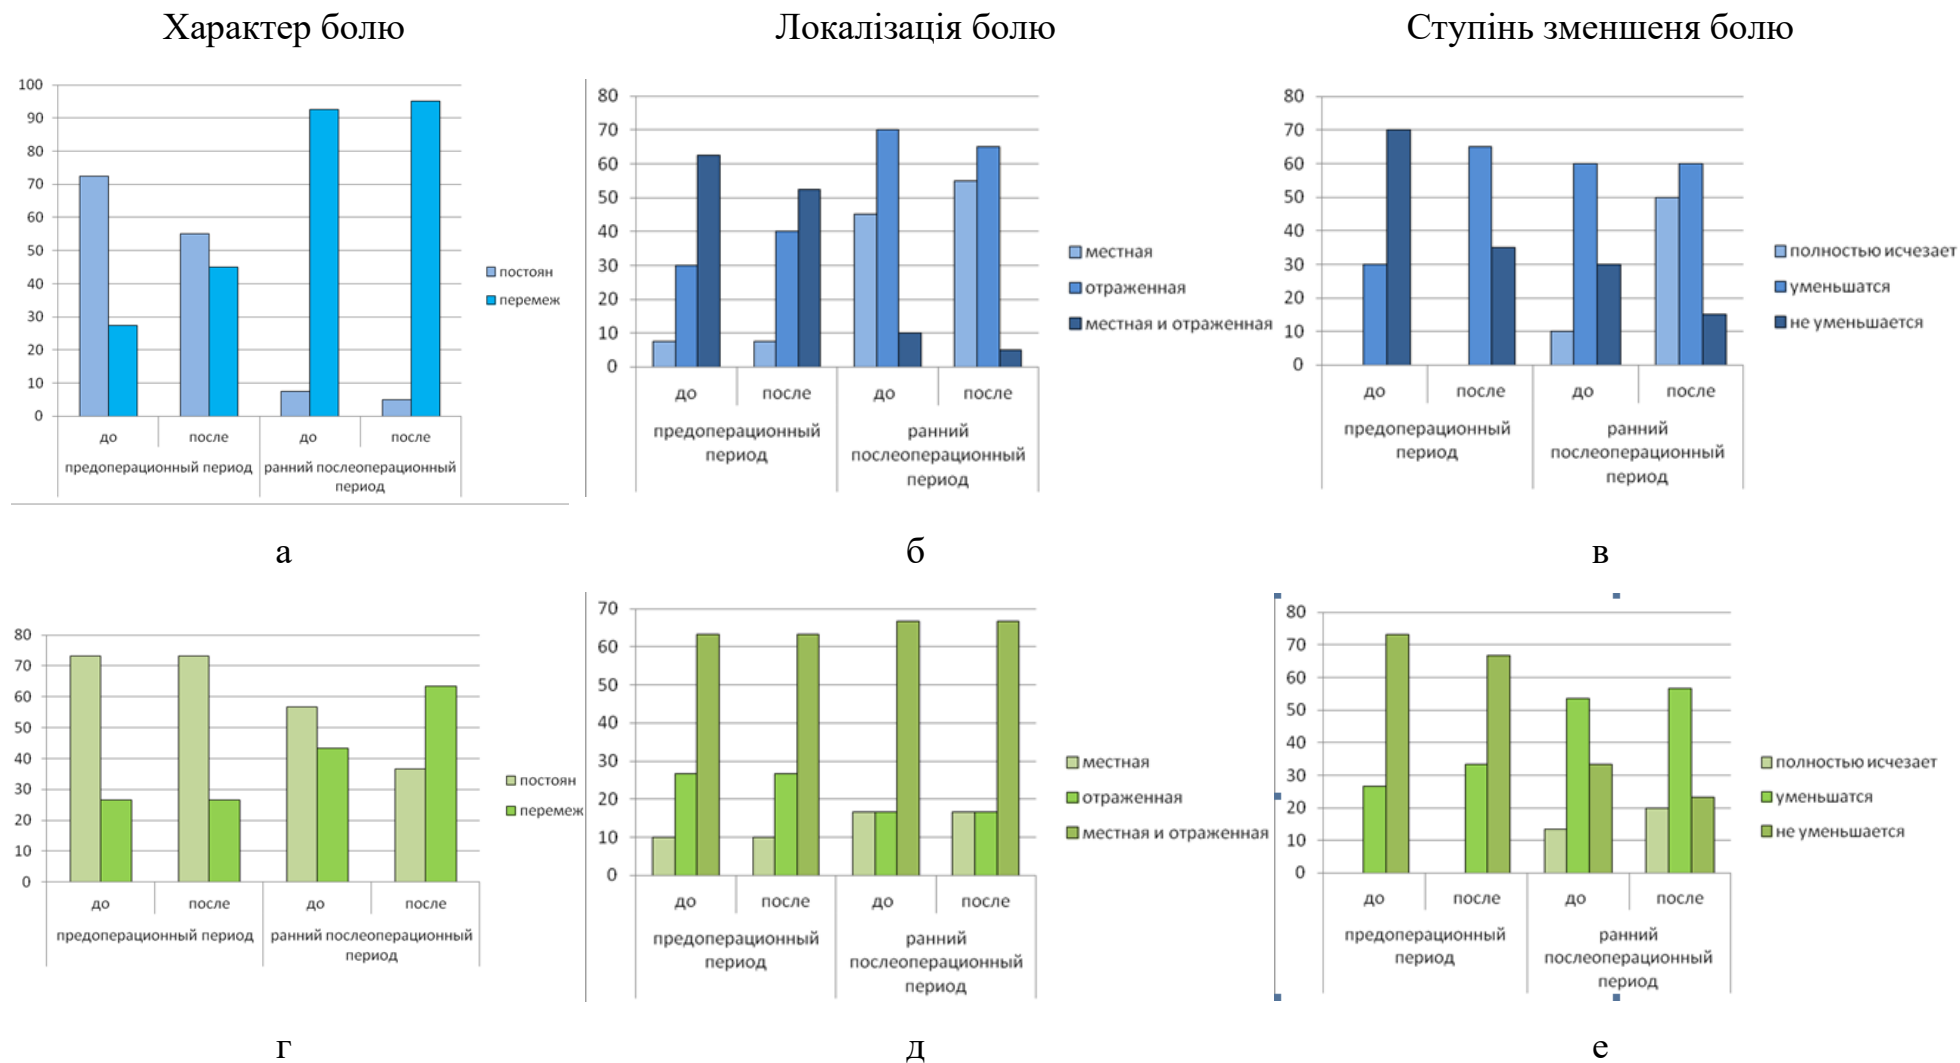 Характер болю
Локалізація болю
Ступінь зменшеня болю
100
90
80
70
60
50
40
30
20
10
0
до
после
до
после
предоперационный период
ранний послеоперационный
период
постоян
перемеж
80
70
60
50
40
30
20
10
0
до
после
до
после
предоперационный
период
ранний
послеоперационный
период
местная
отраженная
местная и отраженная
80
70
60
50
40
30
20
10
0
до
после
до
после
предоперационный
период
ранний
послеоперационный
период
полностью исчезает
уменьшатся
не уменьшается
а
б
в
80
70
60
50
40
30
20
10
0
до
после
до
после
предоперационный период
ранний послеоперационный
период
постоян
перемеж
70
60
50
40
30
20
10
0
до
после
до
после
предоперационный
период
ранний
послеоперационный
период
местная
отраженная
местная и отраженная
80
70
60
50
40
30
20
10
0
до
после
до
после
предоперационный
период
ранний
послеоперационный
период
полностью исчезает
уменьшатся
не уменьшается
г
д
е